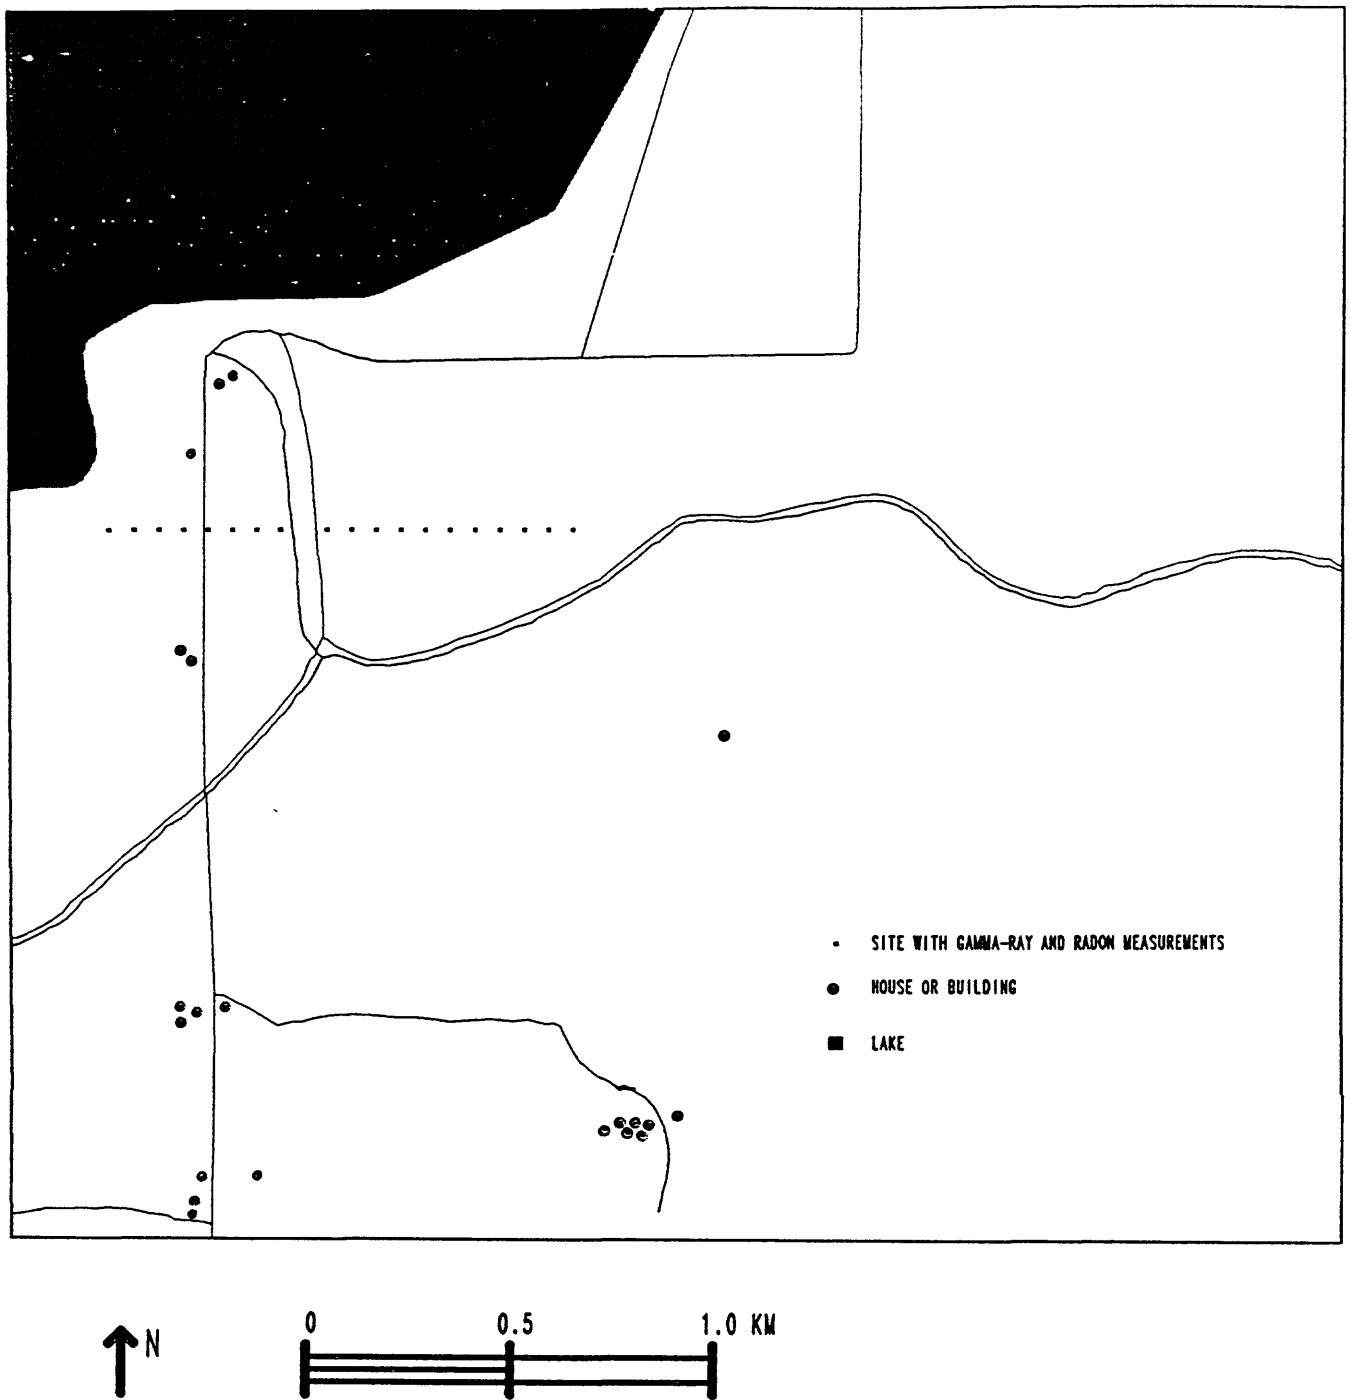 SITE WITH GAMMA-RAY AND RADON MEASUREMENTS
HOUSE OR BUILDING
LAKE
N
0 0.5 1.0 KM